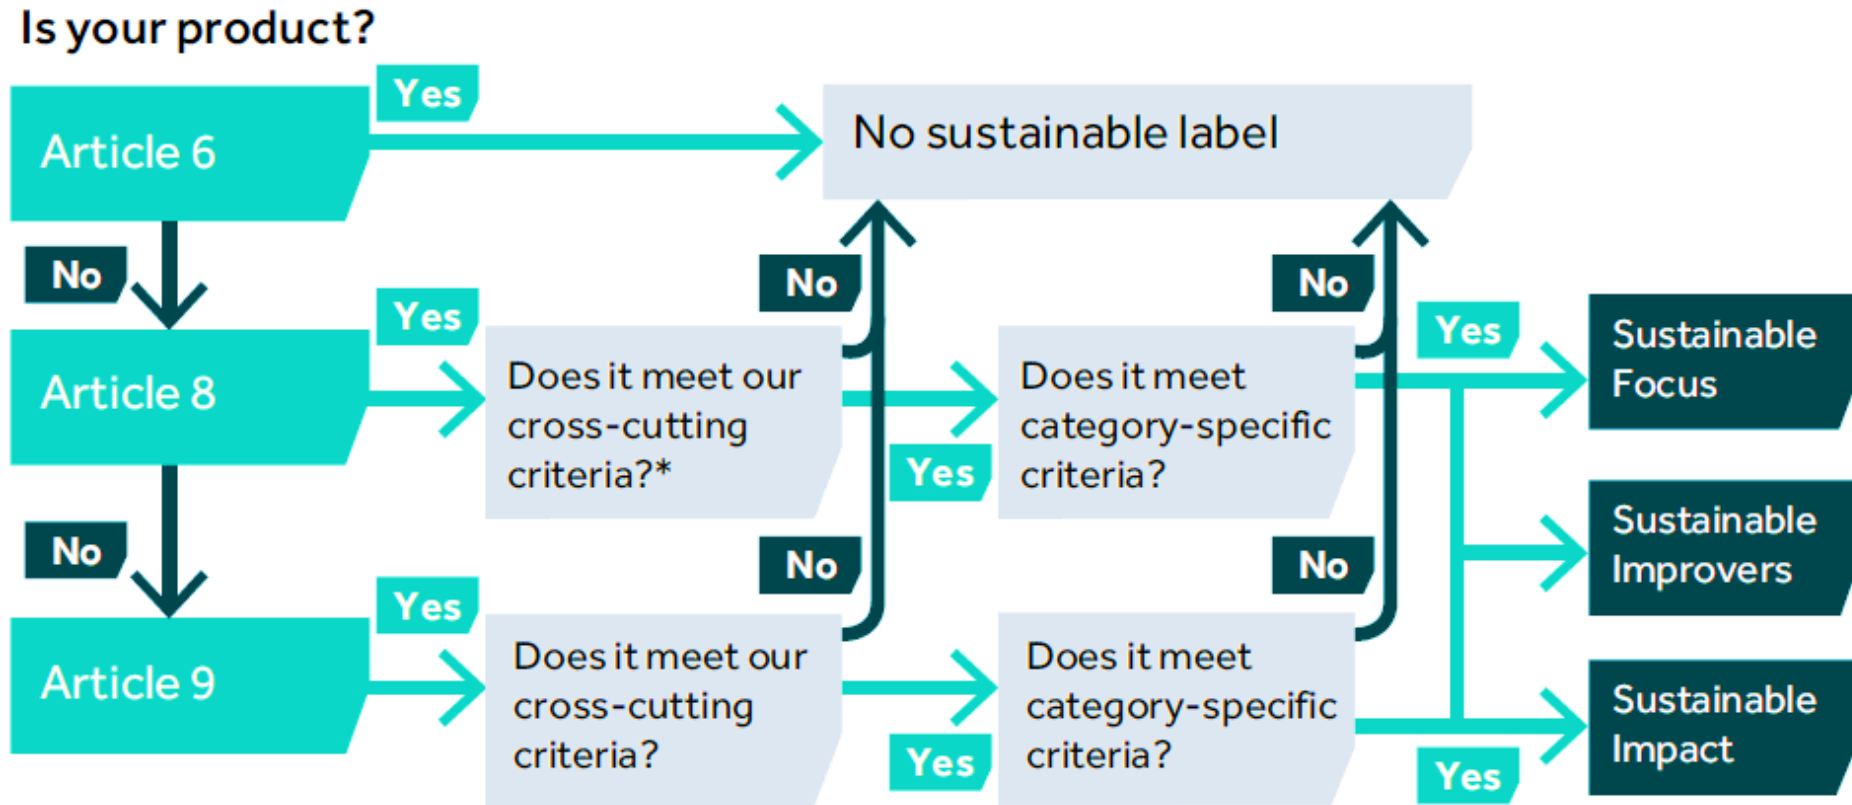 Is your product?
Yes
Article 6
No sustainable label
No
No
No
Yes
Yes
Article 8
Does it meet our
cross-cutting
criteria?*
Yes
Does it meet
category-specific
criteria?
Sustainable
Focus
No
No
No
Sustainable
Improvers
Yes
Article 9
Does it meet our
cross-cutting
criteria?
Yes
Does it meet
category-specific
criteria?
Yes
Sustainable
Impact